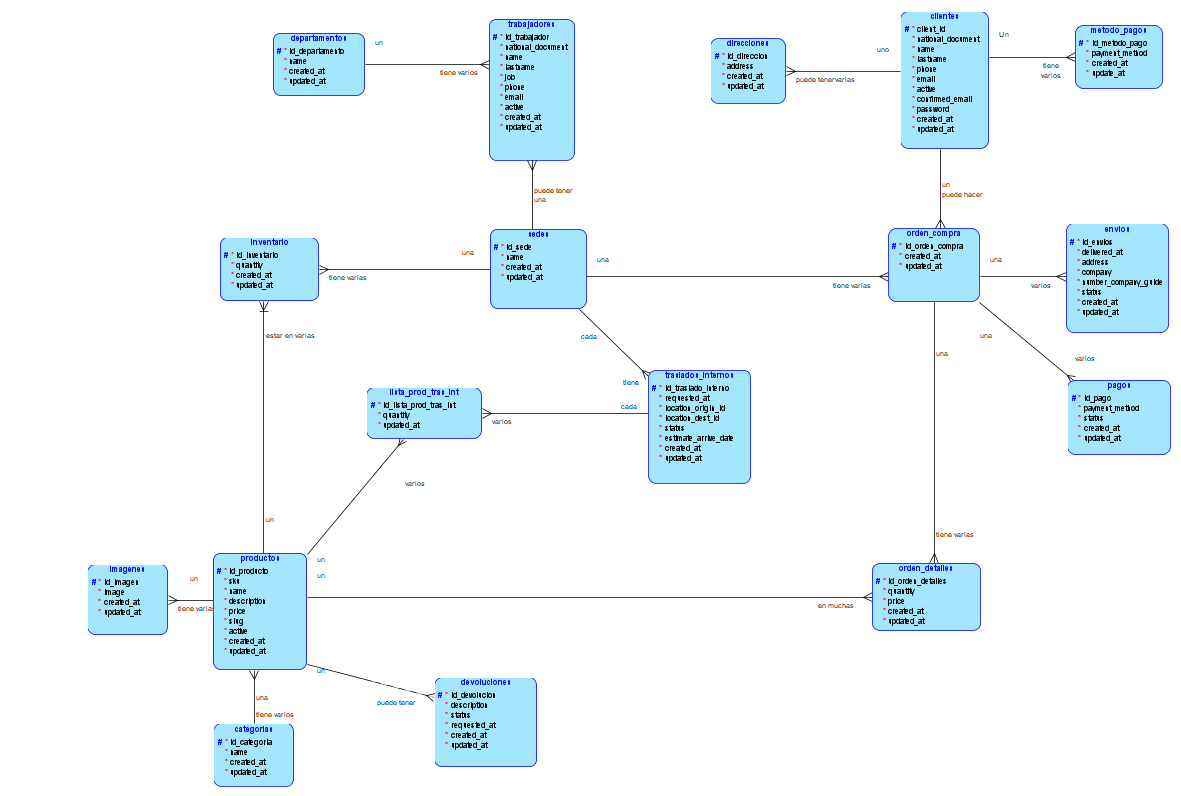 departamentos
# * id_departamento
* name
* created_at
* updated_at
un
tiene varios
trabajadores
# * id_trabajador
* national_document
* name
* lastname
* job
* phone
* email
* active
* created_at
* updated_at
direcciones
# * id_direccion
* address
* created_at
* updated_at
uno
puede tenervarias
clientes
# * client_id
* national_document
* name
* lastname
* phone
* email
* active
* confirmed_email
* password
* created_at
* updated_at
Un
tiene
varios
metodo_pagos
# * id_metodo_pago
* payment_method
* created_at
* update_at
puede tener
una
un
puede hacer
inventario
# * id_inventario
* quantity
* created_at
* updated_at
una
tiene varias
sedes
# * id_sede
* name
* created_at
* updated_at
una
tiene varias
orden_compra
# * id_orden_compra
* created_at
* updated_at
una
varios
envios
# * id_envios
* delivered_at
* address
* company
* number_company_guide
* status
* created_at
* updated_at
estar en varias
cada
tiene
una
una
varios
lista_prod_tras_int
# * id_lista_prod_tras_int
* quantity
* updated_at
varios
cada
traslados_internos
# * id_traslado_interno
* requested_at
* location_origin_id
* location_dest_id
* status
* estimate_arrive_date
* created_at
* updated_at
pagos
# * id_pago
* payment_method
* status
* created_at
* updated_at
varios
un
tiene varias
imagenes
# * id_imagen
* image
* created_at
* updated_at
un
tiene varias
productos
# * id_producto
* sku
* name
* description
* price
* slug
* active
* created_at
* updated_at
un
un
en muchas
orden_detalles
# * id_orden_detalles
* quantity
* price
* created_at
* updated_at
un
puede tener
una
tiene varios
categorias
# * id_categoria
* name
* created_at
* updated_at
devoluciones
# * id_devolucion
* description
* status
* requested_at
* created_at
* updated_at